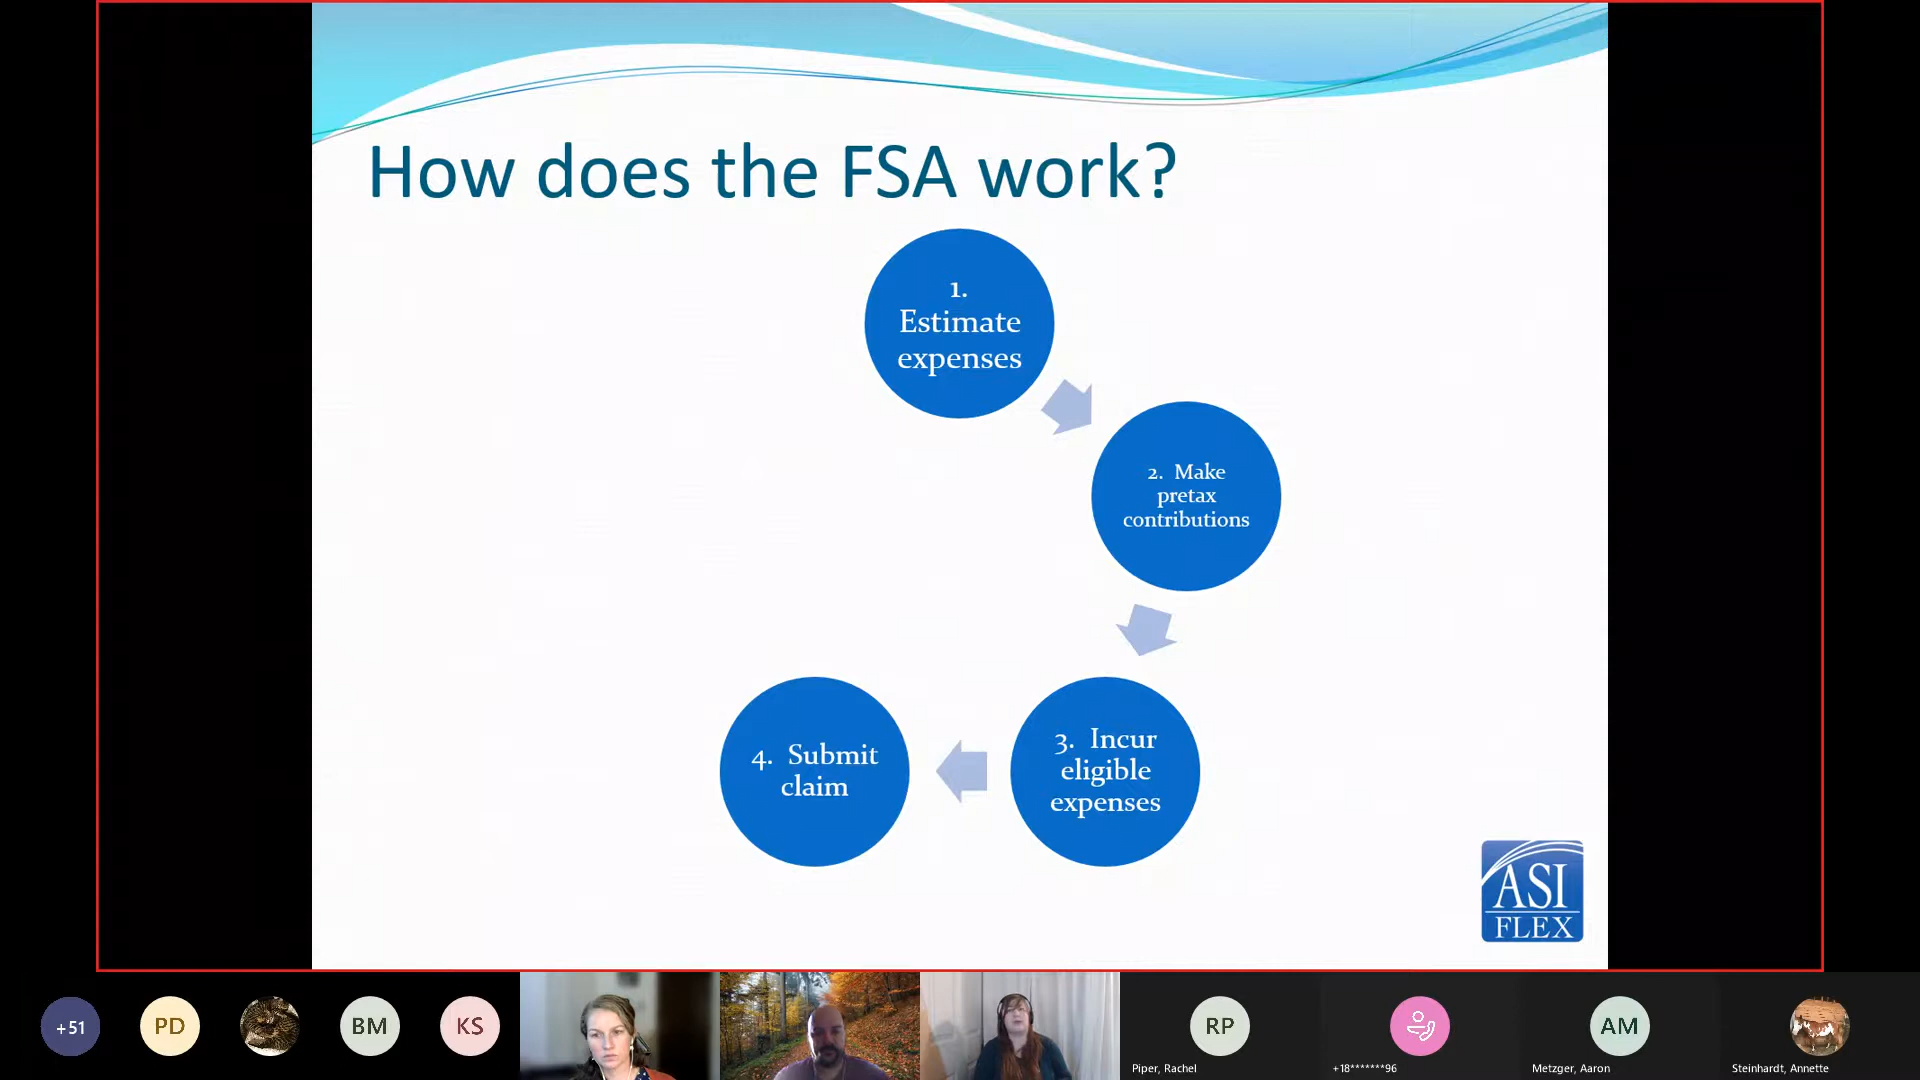 How does the FSA work?
1.
Estimate
expenses
2. Make
pretax
contributions
3. Incur
eligible
expenses
4. Submit
claim
ASI
FLEX
+51
PD
BM
KS
RP
AM
Piper, Rachel
+18*******96
Metzger, Aaron
Steinhardt, Annette